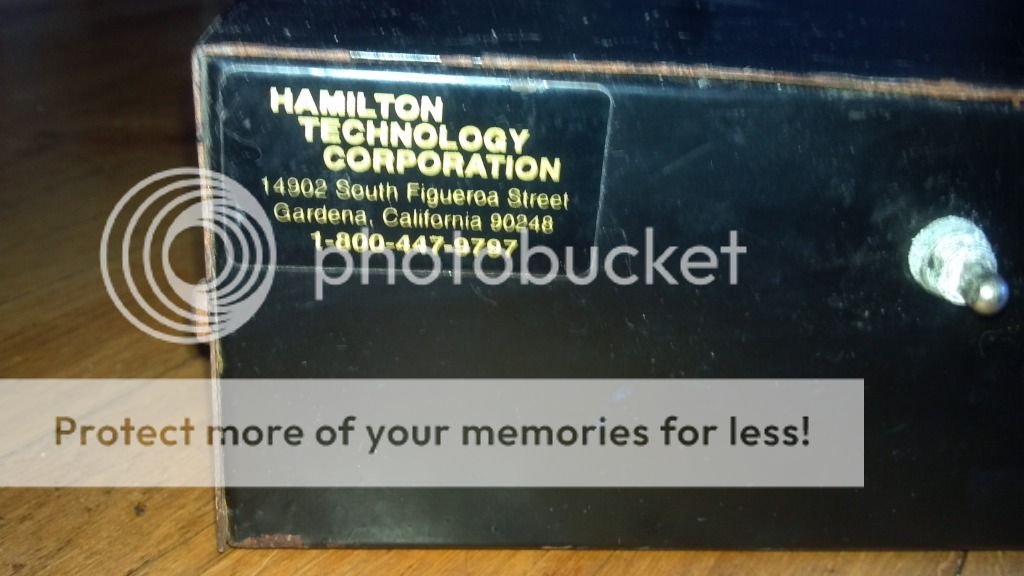 HAMILTON
TECHNOLOGY
CORPORATION
14902 South Figueroa Street
Gardena, California 90248
1-800-447-9797
photobucket
Protect more of your memories for less!